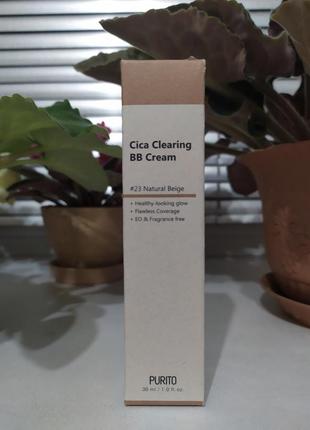 Cica Clearing
BB Cream
#23 Natural Beige
• Healthy-looking glow
• Flawless Coverage
• EO & Fragrance free
PURITO
30 ml / 1.0 fl. oz.